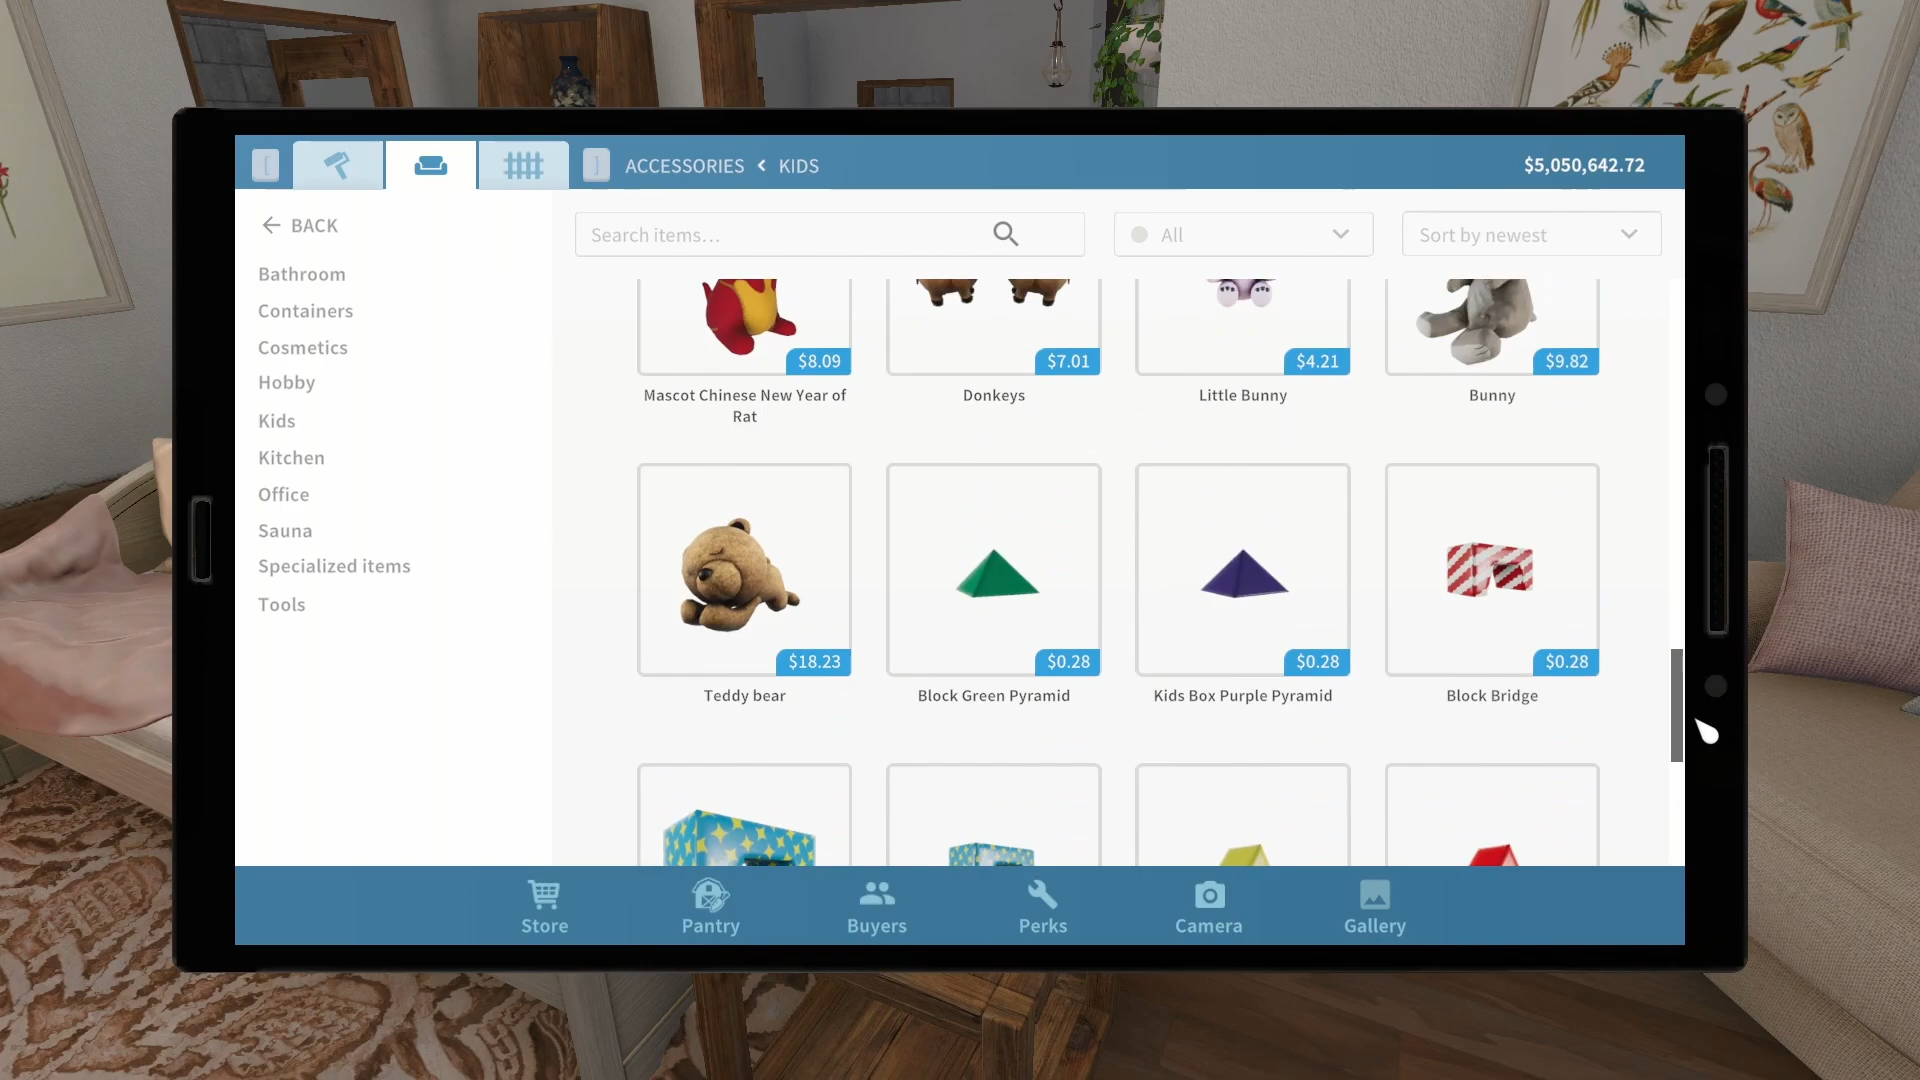 [
]
ACCESSORIES
KIDS
$5,050,642.72
BACK
Search items...
All
Sort by newest
Bathroom
Containers
Cosmetics
Hobby
Kids
Kitchen
Office
Sauna
Specialized items
Tools
$8.09
$7.01
$4.21
$9.82
Mascot Chinese New Year of
Rat
Donkeys
Little Bunny
Bunny
$18.23
$0.28
$0.28
$0.28
Teddy bear
Block Green Pyramid
Kids Box Purple Pyramid
Block Bridge
Store
Pantry
Buyers
Perks
Camera
Gallery